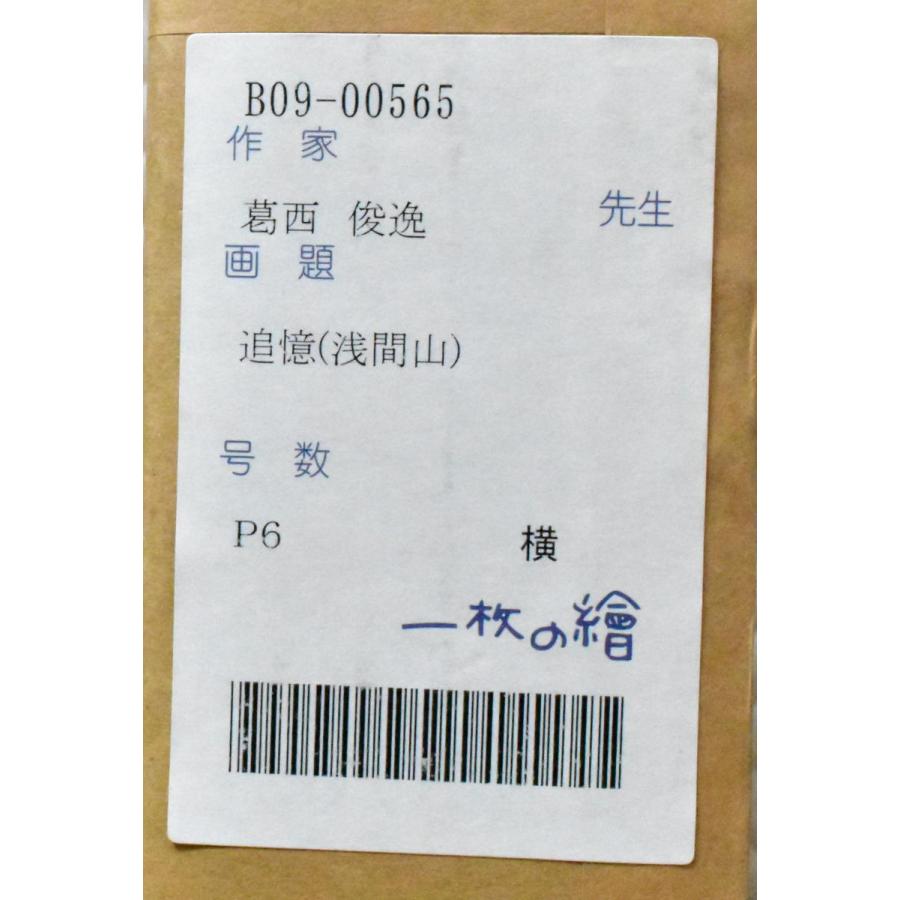 B09-00565
作 家
葛西 俊逸 先生
画 題
追憶(浅間山)
号 数
P6 横
一枚の繪